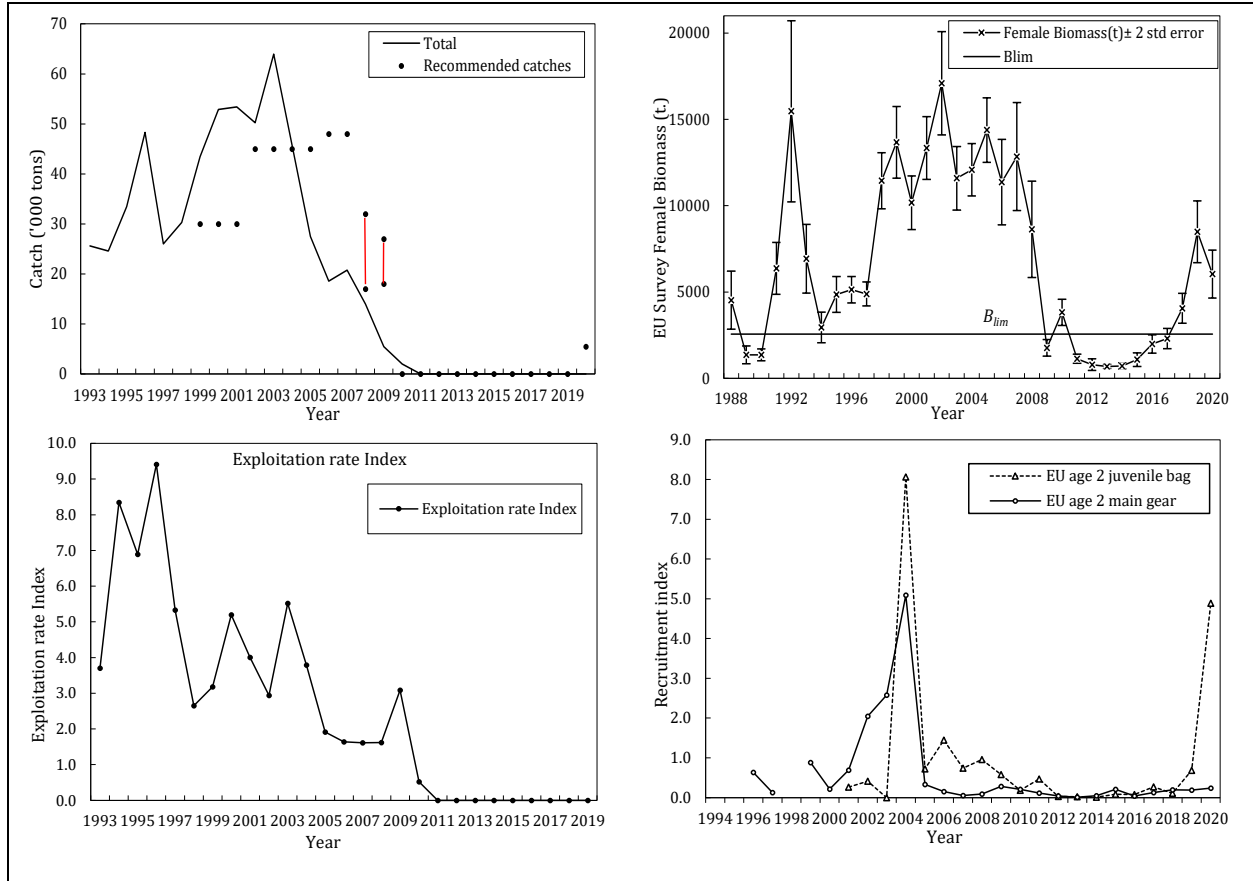 70
60
50
40
30
20
10
0
Catch ('000 tons)
Total
Recommended catches
1993 1995 1997 1999 2001 2003 2005 2007 2009 2011 2013 2015 2017 2019
Year
20000
15000
10000
5000
0
EU Survey Female Biomass (t.)
Female Biomass(t)± 2 std error
Blim
Blim
1988 1992 1996 2000 2004 2008 2012 2016 2020
Year
10.0
9.0
8.0
7.0
6.0
5.0
4.0
3.0
2.0
1.0
0.0
Exploitation rate Index
Exploitation rate Index
Exploitation rate Index
1993 1995 1997 1999 2001 2003 2005 2007 2009 2011 2013 2015 2017 2019
Year
9.0
8.0
7.0
6.0
5.0
4.0
3.0
2.0
1.0
0.0
Recruitment index
EU age 2 juvenile bag
EU age 2 main gear
1994 1996 1998 2000 2002 2004 2006 2008 2010 2012 2014 2016 2018 2020
Year